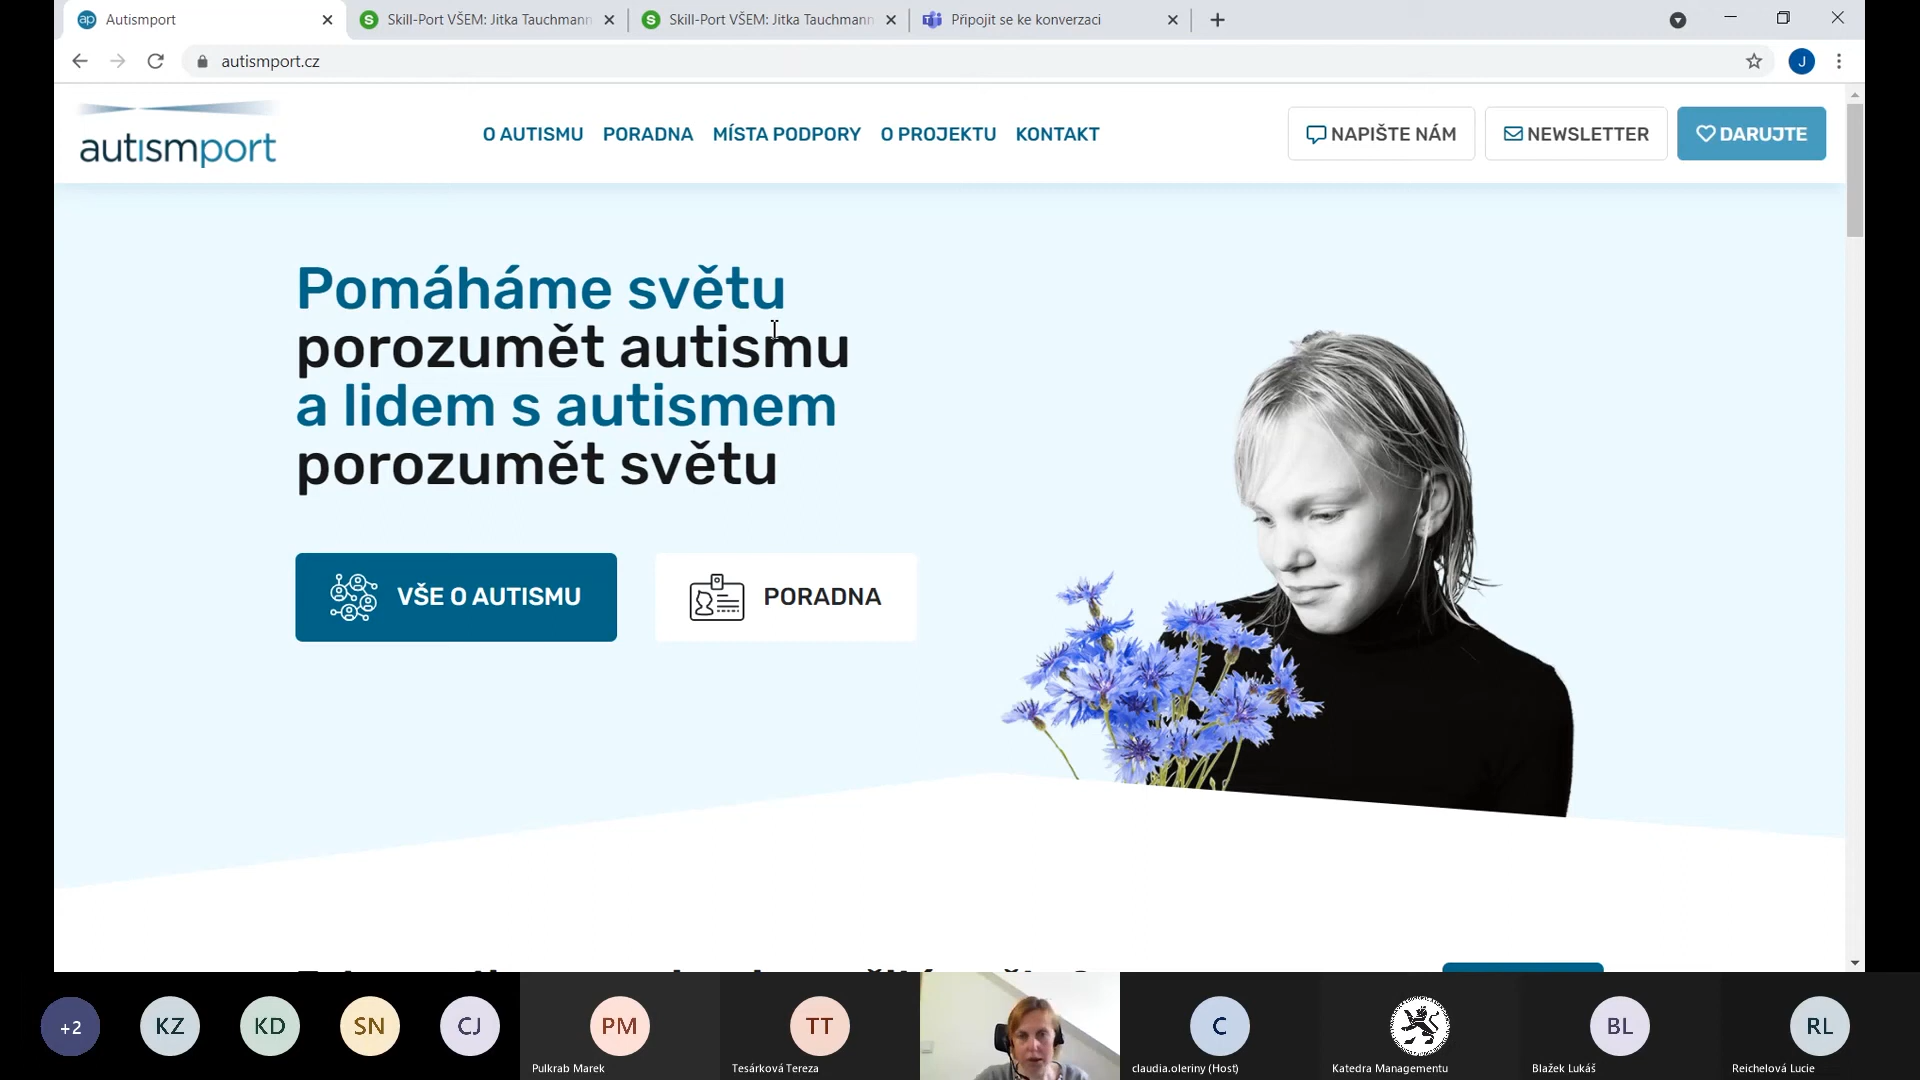 Autismport
Skill-Port VŠEM: Jitka Tauchmann
Skill-Port VŠEM: Jitka Tauchmann
Připojit se ke konverzaci
autismport.cz
J
autismport
O AUTISMU
PORADNA
MÍSTA PODPORY
O PROJEKTU
KONTAKT
NAPIŠTE NÁM
NEWSLETTER
DARUJTE
Pomáháme světu
porozumět autismu
a lidem s autismem
porozumět světu
VŠE O AUTISMU
PORADNA
+2
KZ
KD
SN
CJ
PM
Pulkrab Marek
TT
Tesárková Tereza
C
claudia.oleriny (Host)
Katedra Managementu
BL
Blažek Lukáš
RL
Reichelová Lucie